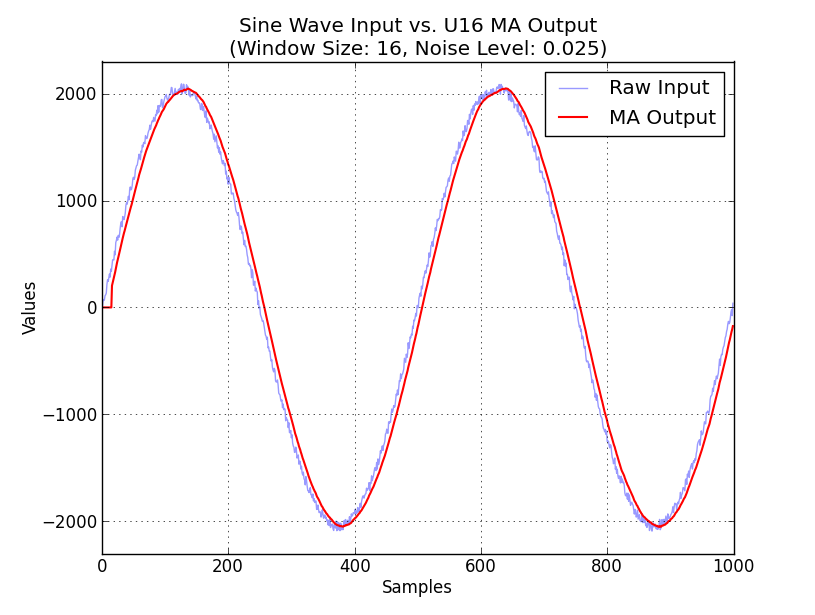 Sine Wave Input vs. U16 MA Output
(Window Size: 16, Noise Level: 0.025)
Raw Input
MA Output
Values
2000
1000
0
−1000
−2000
0 200 400 600 800 1000
Samples